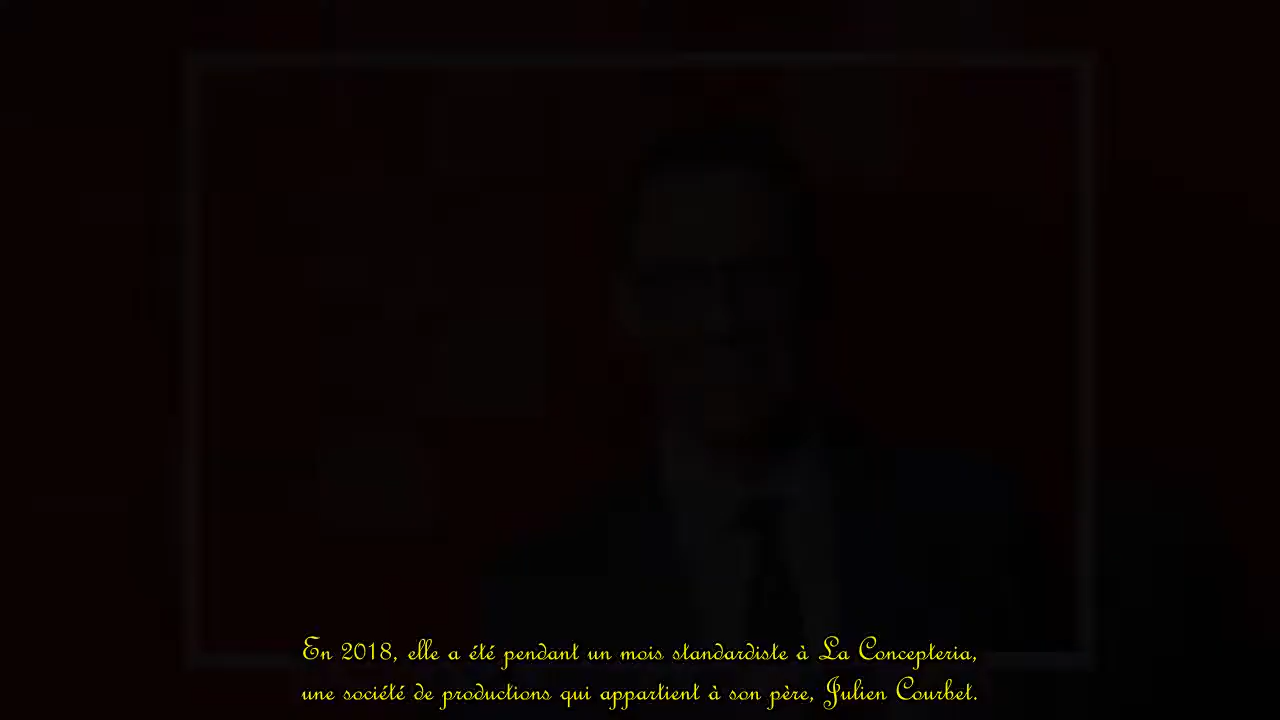 En 2018, elle a été pendant un mois standardiste à La Concepteria,
une société de productions qui appartient à son père, Julien Courbet.